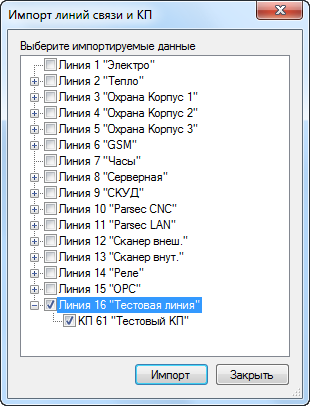 Импорт линий связи и КП
Выберите импортируемые данные
Линия 1 "Электро"
Линия 2 "Тепло"
Линия 3 "Охрана Корпус 1"
Линия 4 "Охрана Корпус 2"
Линия 5 "Охрана Корпус 3"
Линия 6 "GSM"
Линия 7 "Часы"
Линия 8 "Серверная"
Линия 9 "СКУД"
Линия 10 "Parsec CNC"
Линия 11 "Parsec LAN"
Линия 12 "Сканер внеш."
Линия 13 "Сканер внут."
Линия 14 "Реле"
Линия 15 "OPC"
Линия 16 "Тестовая линия"
КП 61 "Тестовый КП"
Импорт Закрыть